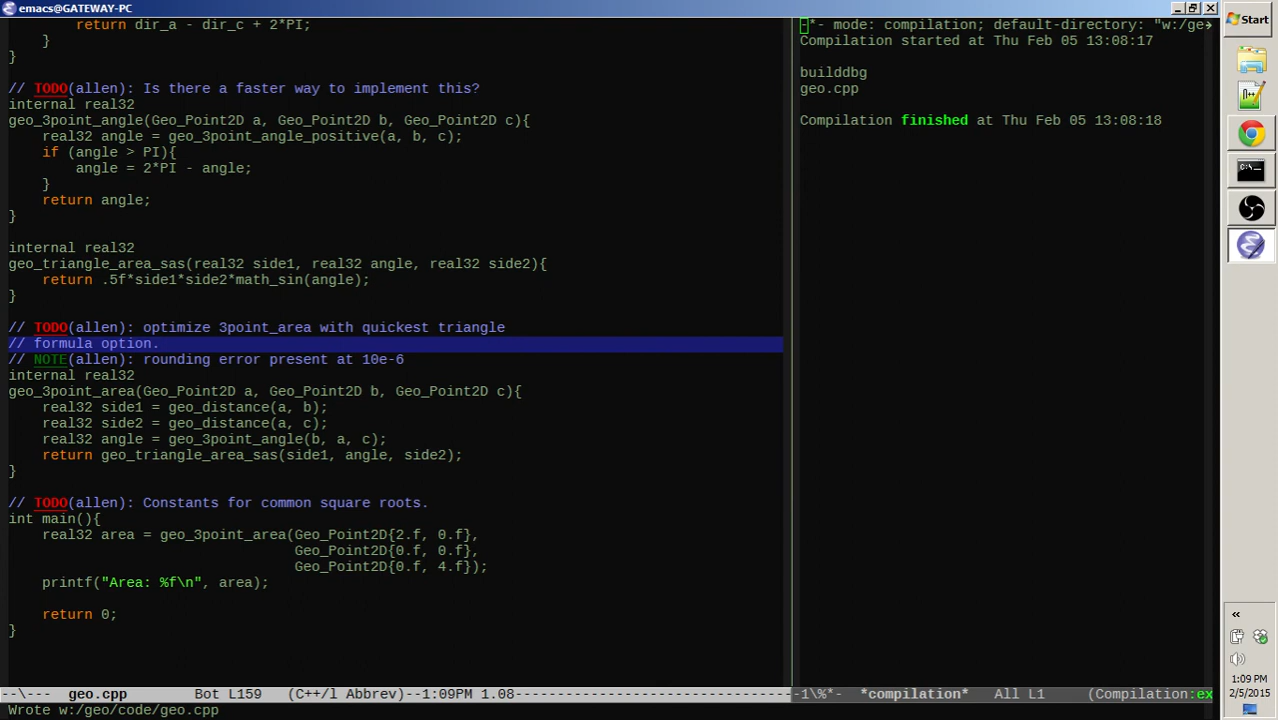 emacs@GATEWAY-PC
        return dir_a - dir_c + 2*PI;
    }
}

// TODO(allen): Is there a faster way to implement this?
internal real32
geo_3point_angle(Geo_Point2D a, Geo_Point2D b, Geo_Point2D c){
    real32 angle = geo_3point_angle_positive(a, b, c);
    if (angle > PI){
        angle = 2*PI - angle;
    }
    return angle;
}

internal real32
geo_triangle_area_sas(real32 side1, real32 angle, real32 side2){
    return .5f*side1*side2*math_sin(angle);
}

// TODO(allen): optimize 3point_area with quickest triangle
// formula option.
// NOTE(allen): rounding error present at 10e-6
internal real32
geo_3point_area(Geo_Point2D a, Geo_Point2D b, Geo_Point2D c){
    real32 side1 = geo_distance(a, b);
    real32 side2 = geo_distance(a, c);
    real32 angle = geo_3point_angle(b, a, c);
    return geo_triangle_area_sas(side1, angle, side2);
}

// TODO(allen): Constants for common square roots.
int main(){
    real32 area = geo_3point_area(Geo_Point2D{2.f, 0.f},
                                  Geo_Point2D{0.f, 0.f},
                                  Geo_Point2D{0.f, 4.f});
    printf("Area: %f\n", area);

    return 0;
}
--\--- geo.cpp Bot L159 (C++/l Abbrev)--1:09PM 1.08---------------------------------
Wrote w:/geo/code/geo.cpp
-*- mode: compilation; default-directory: "w:/ge
Compilation started at Thu Feb 05 13:08:17

builddbg
geo.cpp

Compilation finished at Thu Feb 05 13:08:18
-1\%*- *compilation* All L1 (Compilation:ex
Start
C:\_
«
1:09 PM
2/5/2015